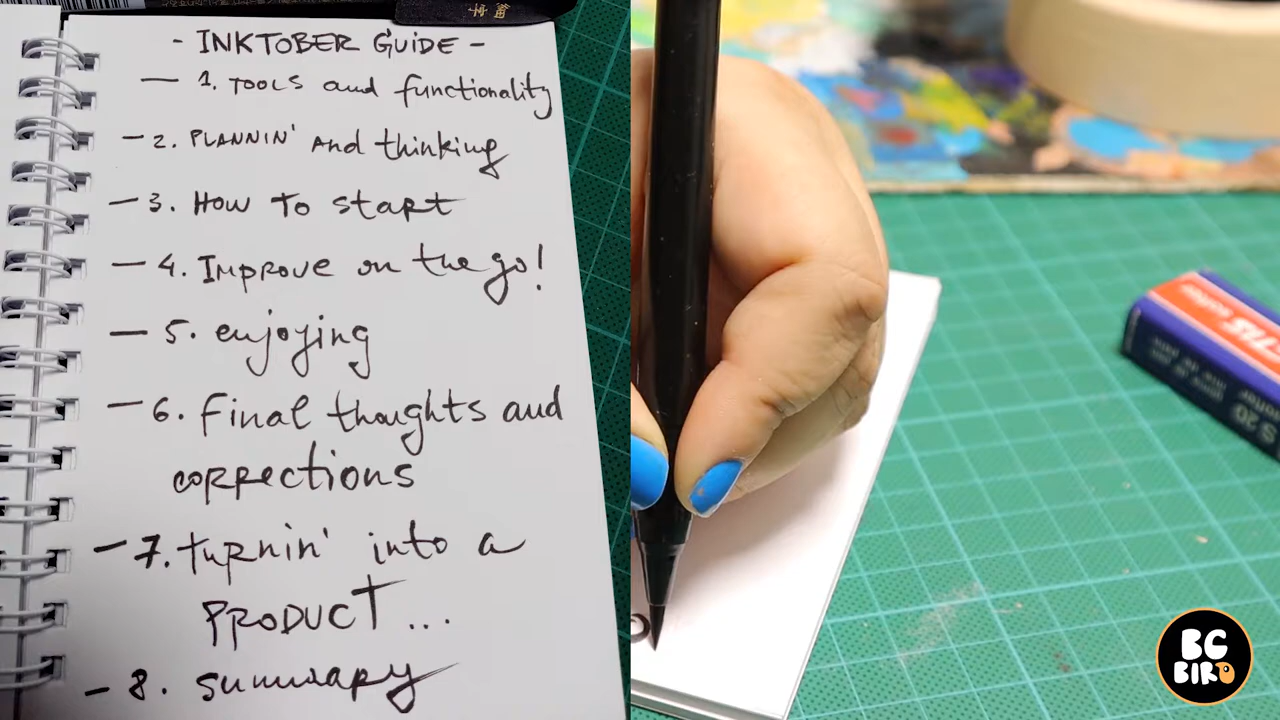 - INKTOBER GUIDE -
— 1. TOOLS and functionality
— 2. PLANNIN' And thinking
— 3. How To start
— 4. Improve on the go!
— 5. enjoying
— 6. Final thoughts and
corrections
— 7. turnin' into a
PRODUCT...
— 8. summary
S 20
BC
BIRO